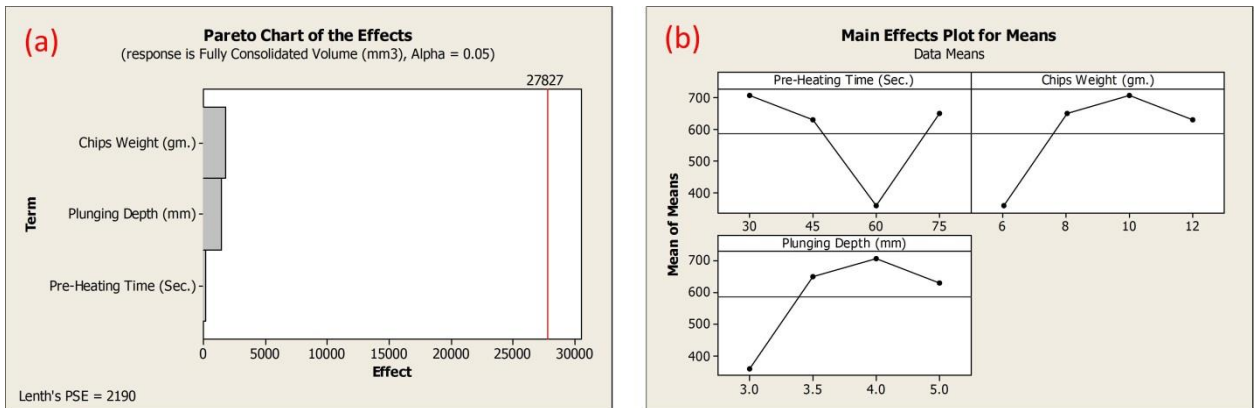 (a)
Pareto Chart of the Effects
(response is Fully Consolidated Volume (mm3), Alpha = 0.05)
27827
Term
Chips Weight (gm.)
Plunging Depth (mm)
Pre-Heating Time (Sec.)
0 5000 10000 15000 20000 25000 30000
Effect
Lenth's PSE = 2190
(b)
Main Effects Plot for Means
Data Means
Mean of Means
Pre-Heating Time (Sec.) Chips Weight (gm.)
700
600
500
400
30 45 60 75 6 8 10 12
Plunging Depth (mm)
700
600
500
400
3.0 3.5 4.0 5.0